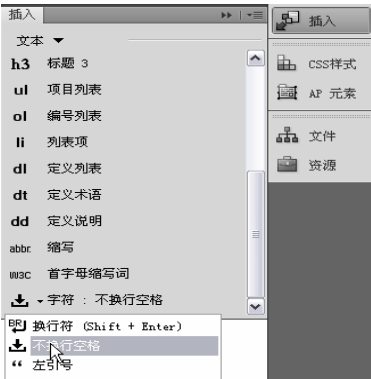 插入
文本
h3 标题 3
ul 项目列表
ol 编号列表
li 列表项
dl 定义列表
dt 定义术语
dd 定义说明
abbr. 缩写
W3C 首字母缩写词
字符 : 不换行空格
BR 换行符 (Shift + Enter)
不换行空格
“ 左引号
插入
CSS样式
AP 元素
文件
资源